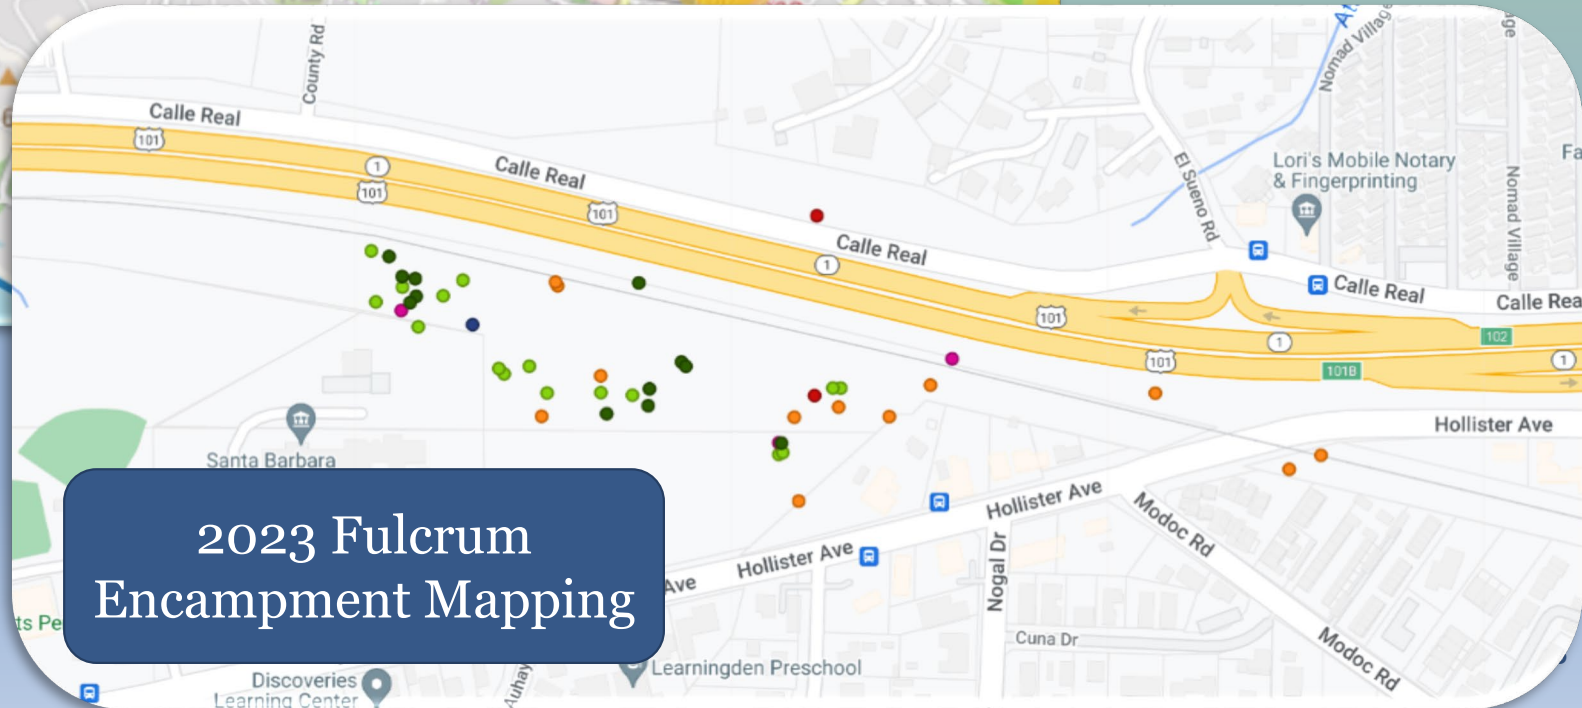 County Rd
Calle Real
101
1
101
Calle Real
101
Calle Real
1
El Sueno Rd
Nomad Village
Lori's Mobile Notary
& Fingerprinting
Nomad Village
Calle Real
Calle Rea
101
1
102
101
101B
1
Hollister Ave
Santa Barbara
2023 Fulcrum
Encampment Mapping
Hollister Ave
Modoc Rd
Hollister Ave
Ave
Nogal Dr
Cuna Dr
Modoc Rd
Learningden Preschool
Discoveries
Learning Center